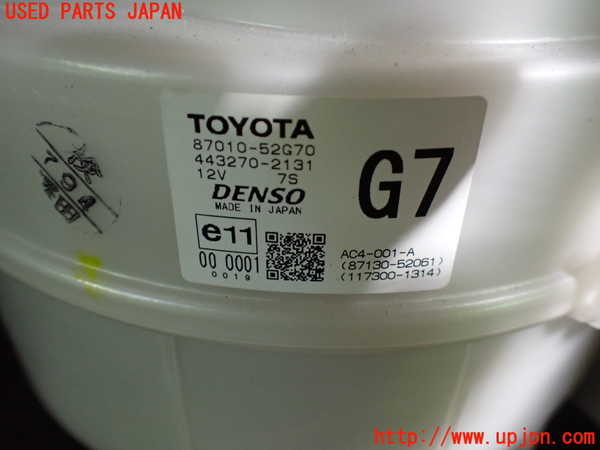 USED PARTS JAPAN
TOYOTA
87010-52G70
443270-2131
12V 7S
DENSO
MADE IN JAPAN
G7
e11
00 0001
0019
AC4-001-A
(87130-52061)
(117300-1314)
http://www.upjpn.com/